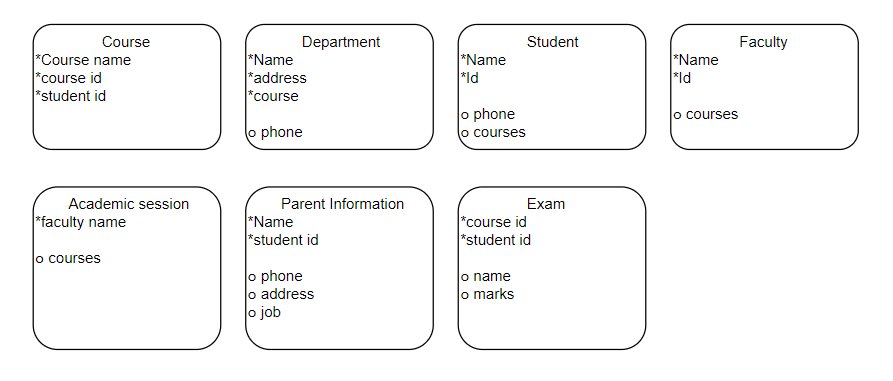 Course
*Course name
*course id
*student id
Department
*Name
*address
*course
o phone
Student
*Name
*Id
o phone
o courses
Faculty
*Name
*Id
o courses
Academic session
*faculty name
o courses
Parent Information
*Name
*student id
o phone
o address
o job
Exam
*course id
*student id
o name
o marks